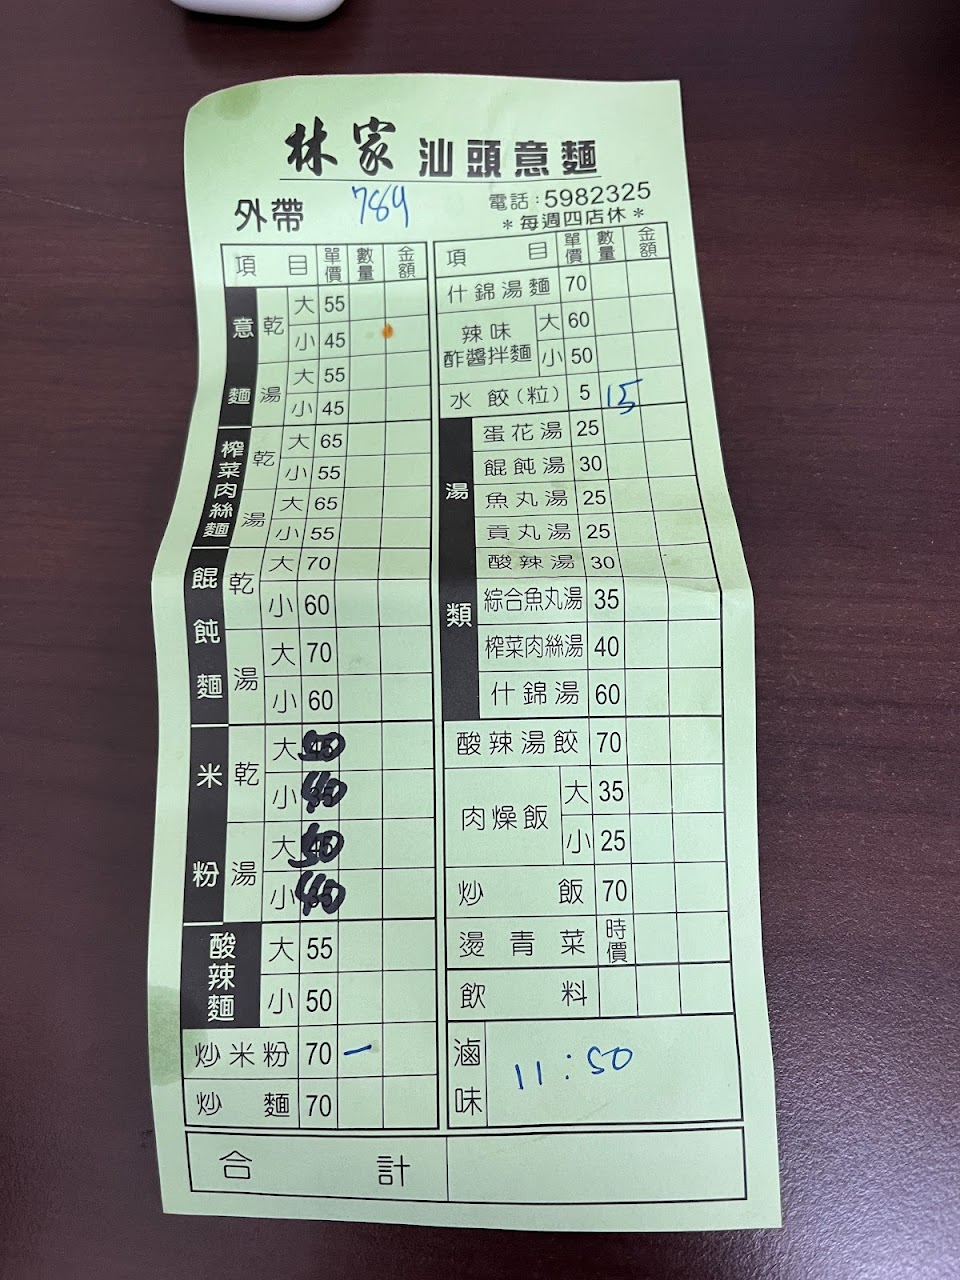 林家 汕頭意麵
外帶 789 電話:5982325
*每週四店休*
項目 單價 數量 金額
意麵 乾 大 55
小 45
湯 大 55
小 45
榨菜肉絲麵 乾 大 65
小 55
湯 大 65
小 55
餛飩麵 乾 大 70
小 60
湯 大 70
小 60
米粉 乾 大 50
小 40
湯 大 50
小 40
酸辣麵 大 55
小 50
炒米粉 70 一
炒麵 70
項目 單價 數量 金額
什錦湯麵 70
辣味酢醬拌麵 大 60
小 50
水餃(粒) 5 15
湯類 蛋花湯 25
餛飩湯 30
魚丸湯 25
貢丸湯 25
酸辣湯 30
綜合魚丸湯 35
榨菜肉絲湯 40
什錦湯 60
酸辣湯餃 70
肉燥飯 大 35
小 25
炒飯 70
燙青菜 時價
飲料
滷味 11:50
合計